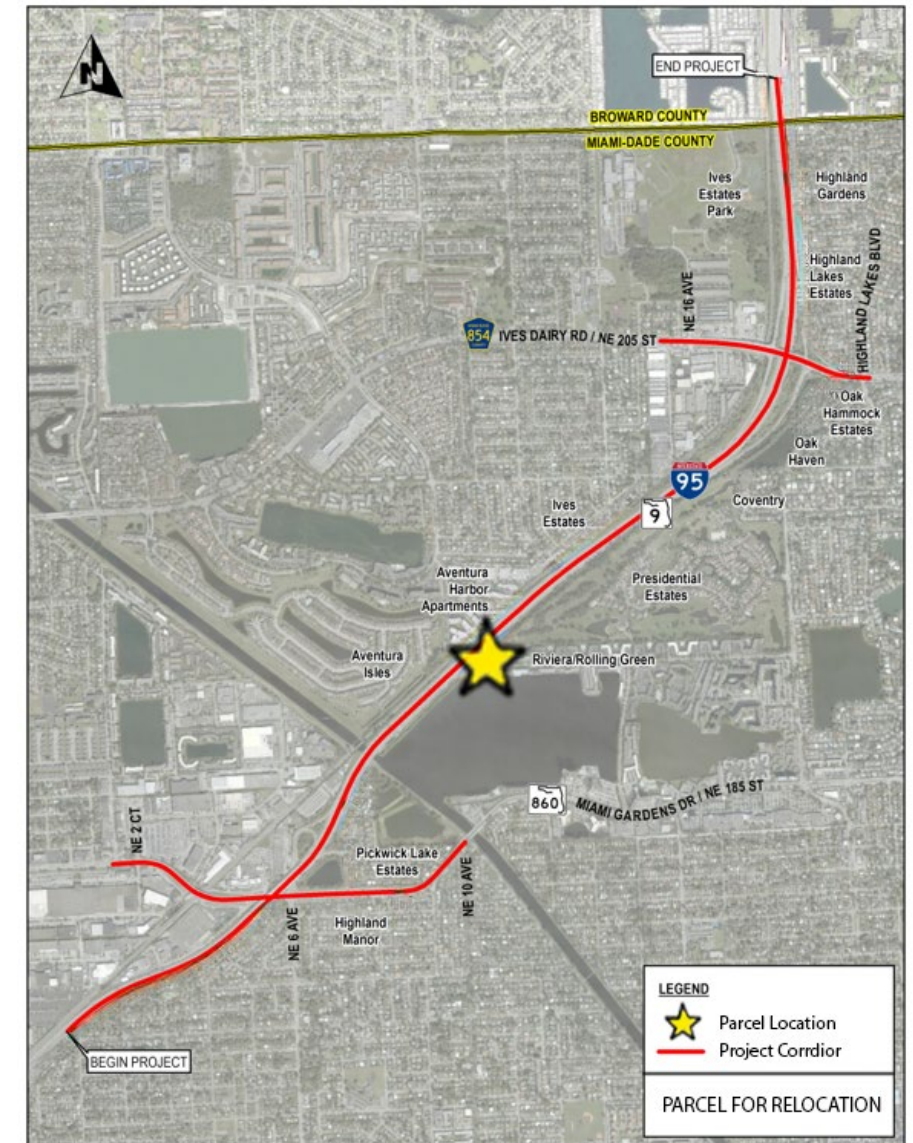 N
END PROJECT
BROWARD COUNTY
MIAMI-DADE COUNTY
Ives
Estates
Park
Highland
Gardens
Highland
Lakes
Estates
HIGHLAND LAKES BLVD
NE 16 AVE
854
IVES DAIRY RD / NE 205 ST
Oak
Hammock
Estates
Oak
Haven
95
9
Coventry
Ives
Estates
Presidential
Estates
Aventura
Harbor
Apartments
Aventura
Isles
Riviera/Rolling Green
860
MIAMI GARDENS DR / NE 185 ST
NE 2 CT
Pickwick Lake
Estates
NE 10 AVE
NE 6 AVE
Highland
Manor
BEGIN PROJECT
LEGEND
Parcel Location
Project Corrdior
PARCEL FOR RELOCATION